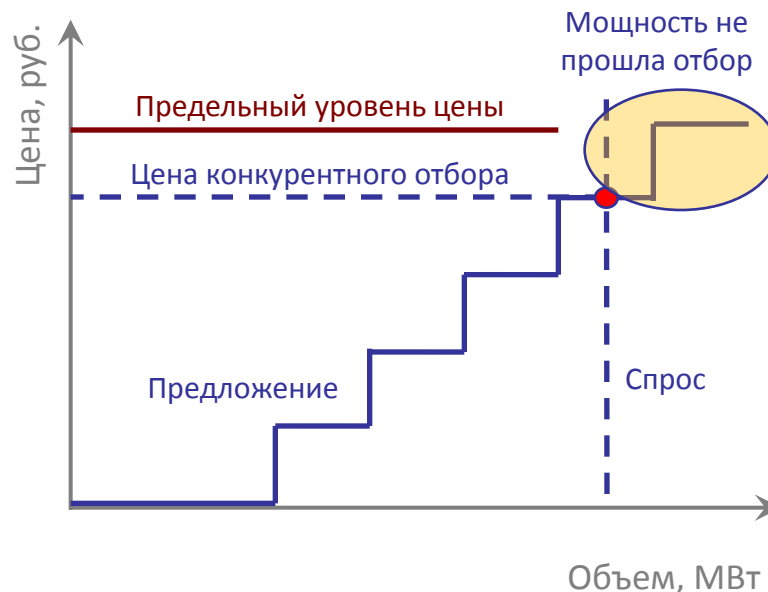 Мощность не
прошла отбор
Цена, руб.
Предельный уровень цены
Цена конкурентного отбора
Предложение
Спрос
Объем, МВт